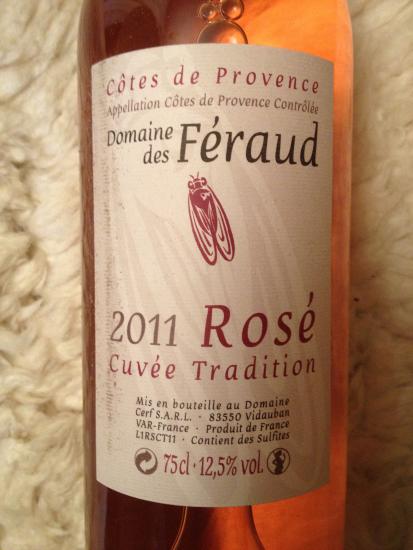 Côtes de Provence
Appellation Côtes de Provence Contrôlée
Domaine des Féraud
2011 Rosé
Cuvée Tradition
Mis en bouteille au Domaine
Cerf S.A.R.L. - 83550 Vidauban
VAR-France - Produit de France
L1RSCT11 - Contient des Sulfites
75cl · 12,5% vol.